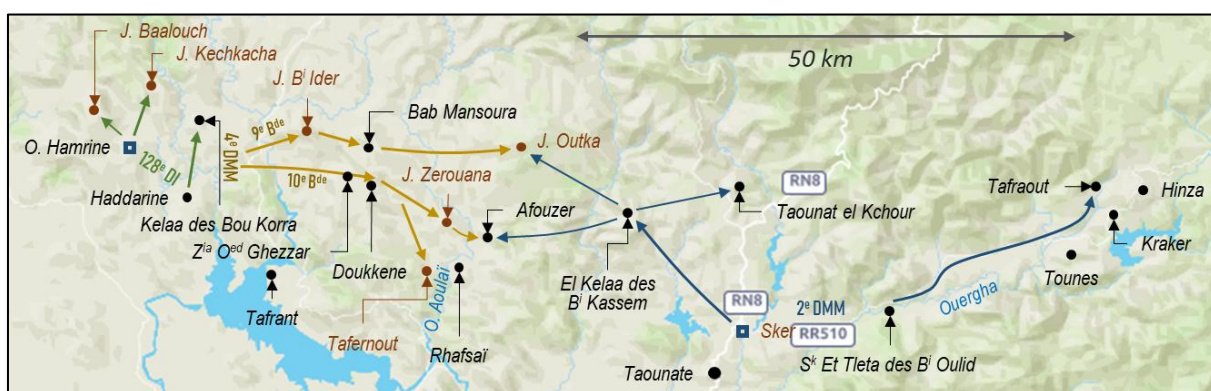 J. Baalouch
J. Kechkacha
50 km
J. Bⁱ Ider
Bab Mansoura
9ᵉ Bᵈᵉ
4ᵉ DMM
J. Outka
O. Hamrine
128ᵉ DI
RN8
10ᵉ Bᵈᵉ
J. Zerouana
Tafraout
Hinza
Haddarine
Afouzer
Taounat el Kchour
Kelaa des Bou Korra
Kraker
Zⁱᵃ Oᵉᵈ Ghezzar
Doukkene
O. Aoulaï
El Kelaa des
Bⁱ Kassem
Tounes
Ouergha
Tafrant
RN8
2ᵉ DMM
Tafernout
Rhafsaï
Sker
RR510
Sᵏ Et Tleta des Bⁱ Oulid
Taounate